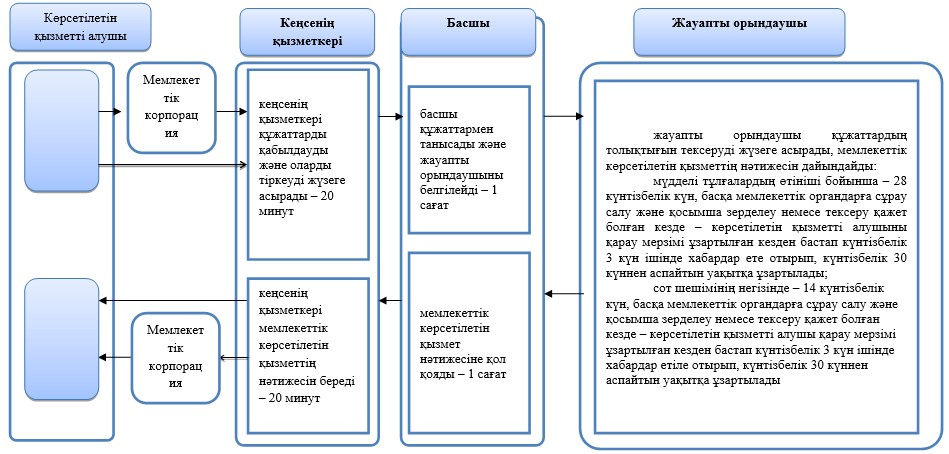 Көрсетілетін
қызметті алушы
Кеңсенің
қызметкері
Басшы
Жауапты орындаушы
Мемлекет
тік
корпорац
ия
кеңсенің
қызметкері
құжаттарды
қабылдауды
және оларды
тіркеуді жүзеге
асырады – 20
минут
басшы
құжаттармен
танысады және
жауапты
орындаушыны
белгілейді – 1
сағат
жауапты орындаушы құжаттардың
толықтығын тексеруді жүзеге асырады, мемлекеттік
көрсетілетін қызметтің нәтижесін дайындайды:
мүдделі тұлғалардың өтініші бойынша – 28
күнтізбелік күн, басқа мемлекеттік органдарға сұрау
салу және қосымша зерделеу немесе тексеру қажет
болған кезде – көрсетілетін қызметті алушыны
қарау мерзімі ұзартылған кезден бастап күнтізбелік
3 күн ішінде хабардар ете отырып, күнтізбелік 30
күннен аспайтын уақытқа ұзартылады;
сот шешімінің негізінде – 14 күнтізбелік
күн, басқа мемлекеттік органдарға сұрау салу және
қосымша зерделеу немесе тексеру қажет болған
кезде – көрсетілетін қызметті алушы қарау мерзімі
ұзартылған кезден бастап күнтізбелік 3 күн ішінде
хабардар етіле отырып, күнтізбелік 30 күннен
аспайтын уақытқа ұзартылады
Мемлекет
тік
корпорац
ия
кеңсенің
қызметкері
мемлекеттік
көрсетілетін
қызметтің
нәтижесін береді
– 20 минут
мемлекеттік
көрсетілетін
қызмет
нәтижесіне қол
қояды – 1 сағат